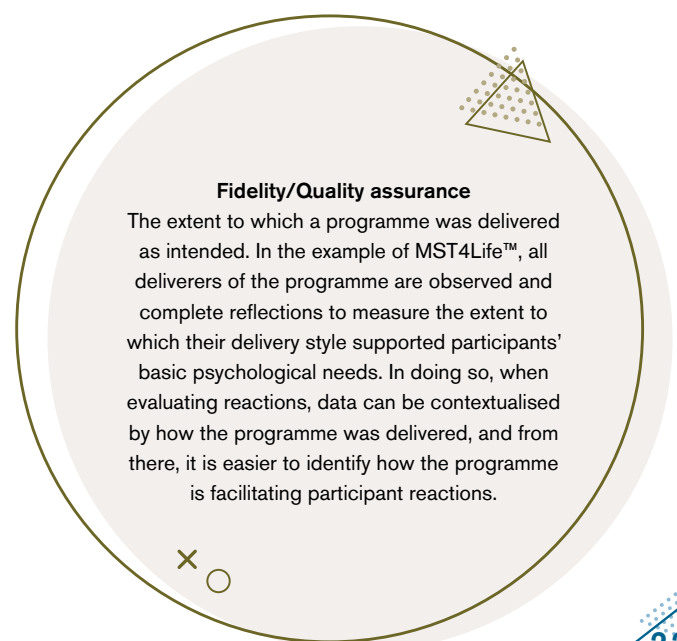 Fidelity/Quality assurance
The extent to which a programme was delivered
as intended. In the example of MST4Life™, all
deliverers of the programme are observed and
complete reflections to measure the extent to
which their delivery style supported participants’
basic psychological needs. In doing so, when
evaluating reactions, data can be contextualised
by how the programme was delivered, and from
there, it is easier to identify how the programme
is facilitating participant reactions.